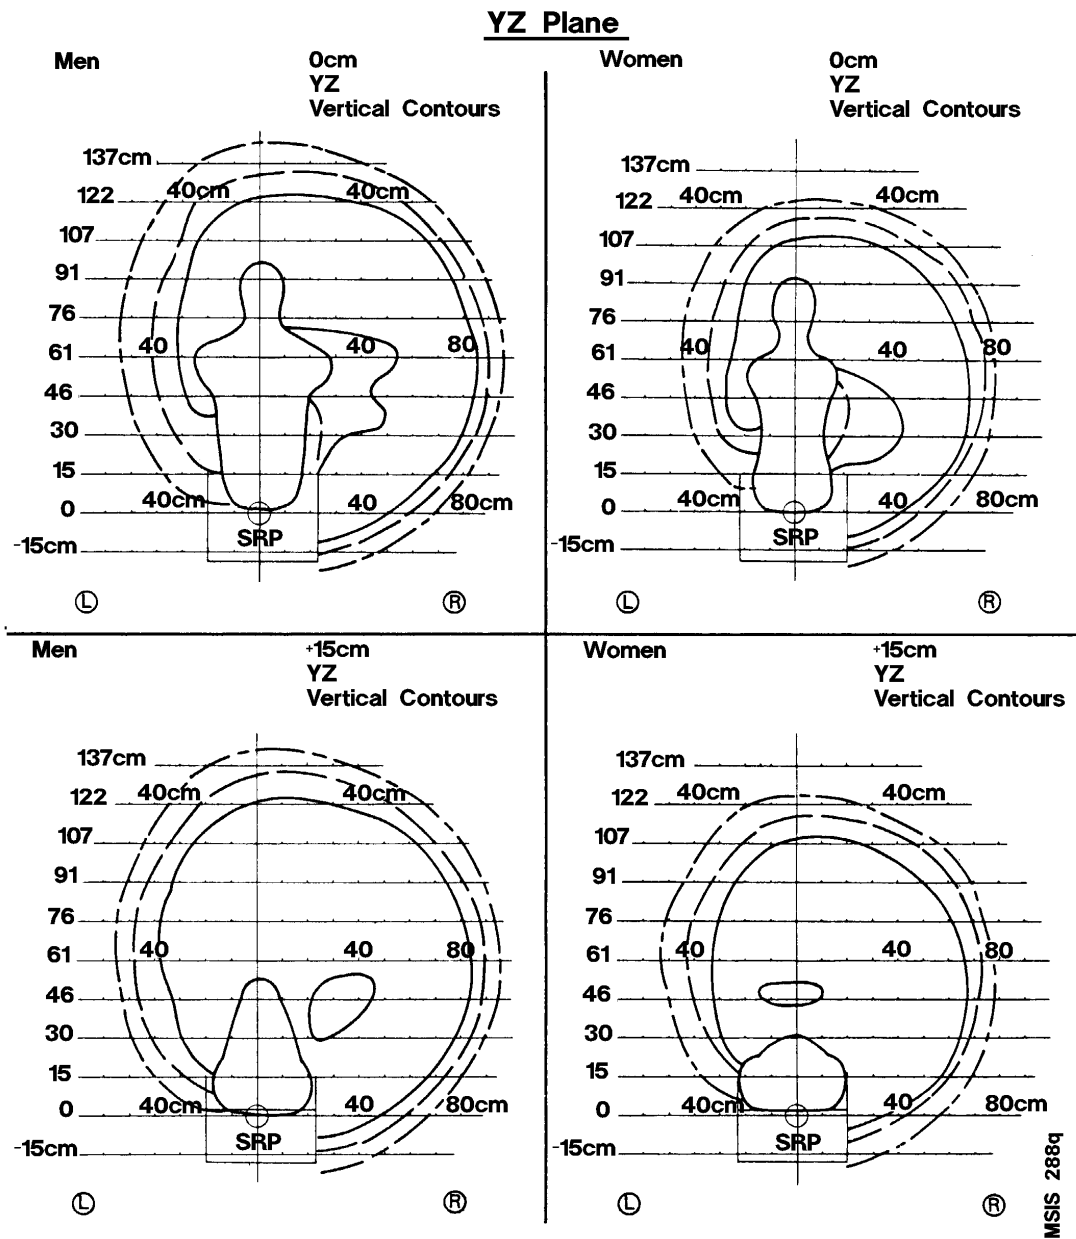 YZ Plane
Men
0cm
YZ
Vertical Contours
137cm
40cm 40cm
122
107
91
76
40 40 80
61
46
30
15
40cm 40 80cm
0
SRP
-15cm
L R
Women
0cm
YZ
Vertical Contours
137cm
40cm 40cm
122
107
91
76
40 40 80
61
46
30
15
40cm 40 80cm
0
SRP
-15cm
L R
Men
+15cm
YZ
Vertical Contours
137cm
40cm 40cm
122
107
91
76
40 40 80
61
46
30
15
40cm 40 80cm
0
SRP
-15cm
L R
Women
+15cm
YZ
Vertical Contours
137cm
40cm 40cm
122
107
91
76
40 40 80
61
46
30
15
40cm 40 80cm
0
SRP
-15cm
L R
MSIS 288q